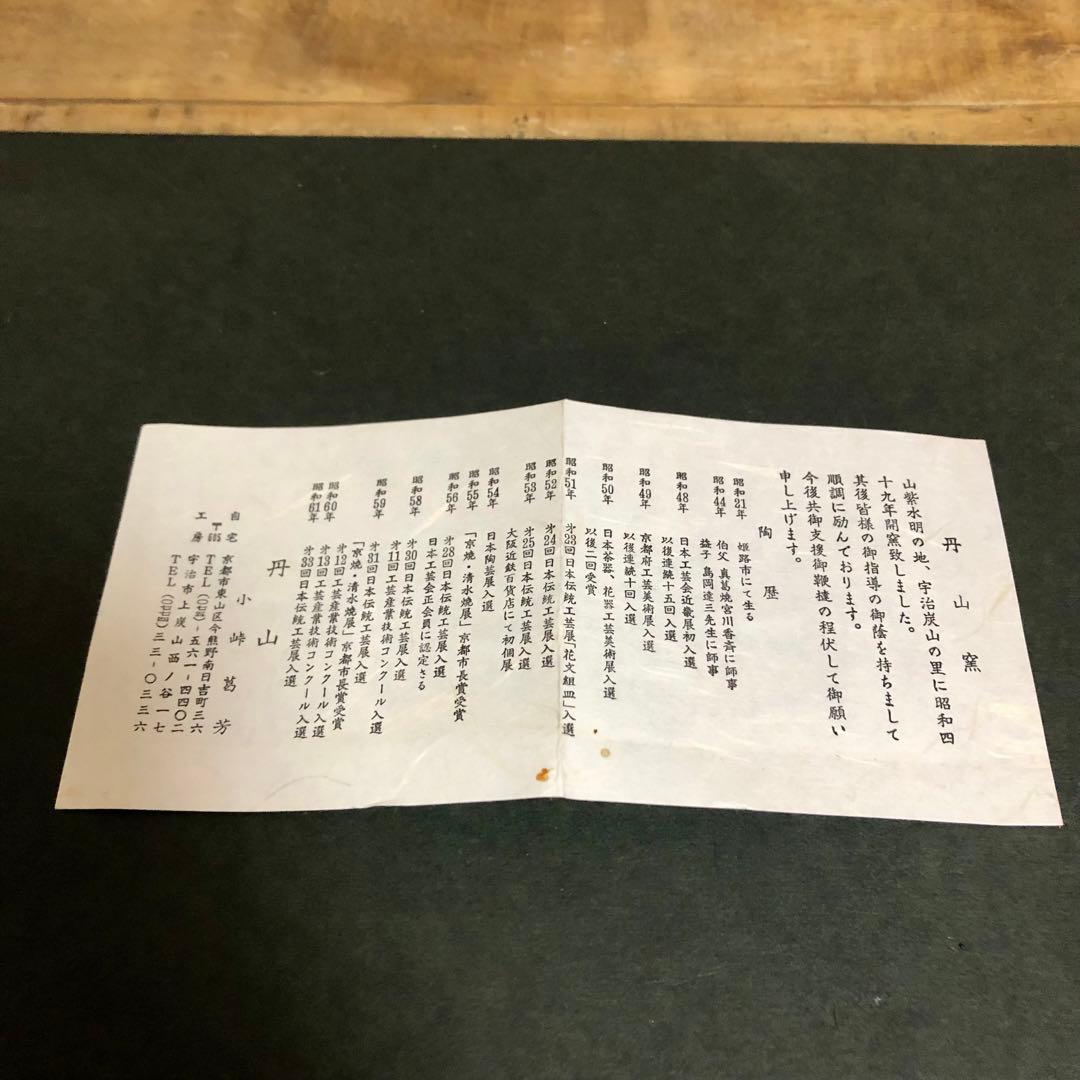 丹山窯
山紫水明の地、宇治炭山の里に昭和四
十九年開窯致しました。
其後皆様の御指導の御蔭を持ちまして
順調に励んでおります。
今後共御支援御鞭撻の程伏して御願い
申し上げます。
陶歴
昭和21年 姫路市にて生る
昭和44年 伯父 真葛焼宮川香斉に師事
益子 島岡達三先生に師事
昭和48年 日本工芸会近畿展初入選
以後連続十五回入選
昭和49年 京都府工芸美術展入選
以後連続十回入選
昭和50年 日本茶器、花器工芸美術展入選
以後二回受賞
昭和51年 才23回日本伝統工芸展「花文組皿」入選
昭和52年 才24回日本伝統工芸展入選
昭和53年 才25回日本伝統工芸展入選
大阪近鉄百貨店にて初個展
昭和54年 日本陶芸展入選
昭和55年 「京焼・清水焼展」京都市長賞受賞
昭和56年 才28回日本伝統工芸展入選
日本工芸会正会員に認定さる
昭和58年 才30回日本伝統工芸展入選
才11回工芸産業技術コンクール入選
昭和59年 才31回日本伝統工芸展入選
「京焼・清水焼展」京都市長賞受賞
昭和60年 才12回工芸産業技術コンクール入選
昭和61年 才13回工芸産業技術コンクール入選
才33回日本伝統工芸展入選
丹山
小峠葛芳
自宅 〒605 京都市東山区今熊野南日吉町三六
TEL(〇七五)-五六一-四四〇二
工房 宇治市上炭山西ノ谷一七
TEL(〇七七四)三三-〇三三六